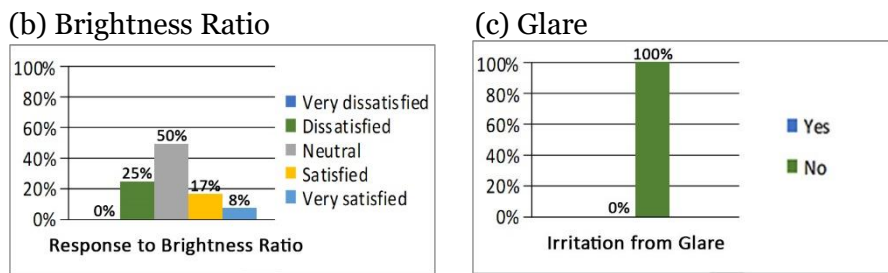 (b) Brightness Ratio
100%
80%
60%
40%
20%
0%
0%
25%
50%
17%
8%
Very dissatisfied
Dissatisfied
Neutral
Satisfied
Very satisfied
Response to Brightness Ratio
(c) Glare
100%
80%
60%
40%
20%
0%
0%
100%
Yes
No
Irritation from Glare